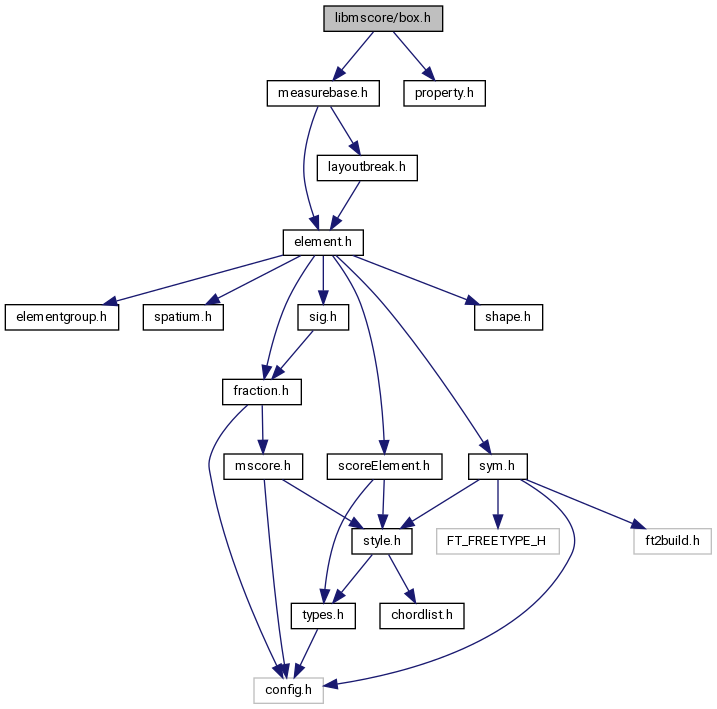 libmscore/box.h
measurebase.h
property.h
layoutbreak.h
element.h
elementgroup.h
spatium.h
sig.h
shape.h
fraction.h
mscore.h
scoreElement.h
sym.h
style.h
FT_FREETYPE_H
ft2build.h
types.h
chordlist.h
config.h